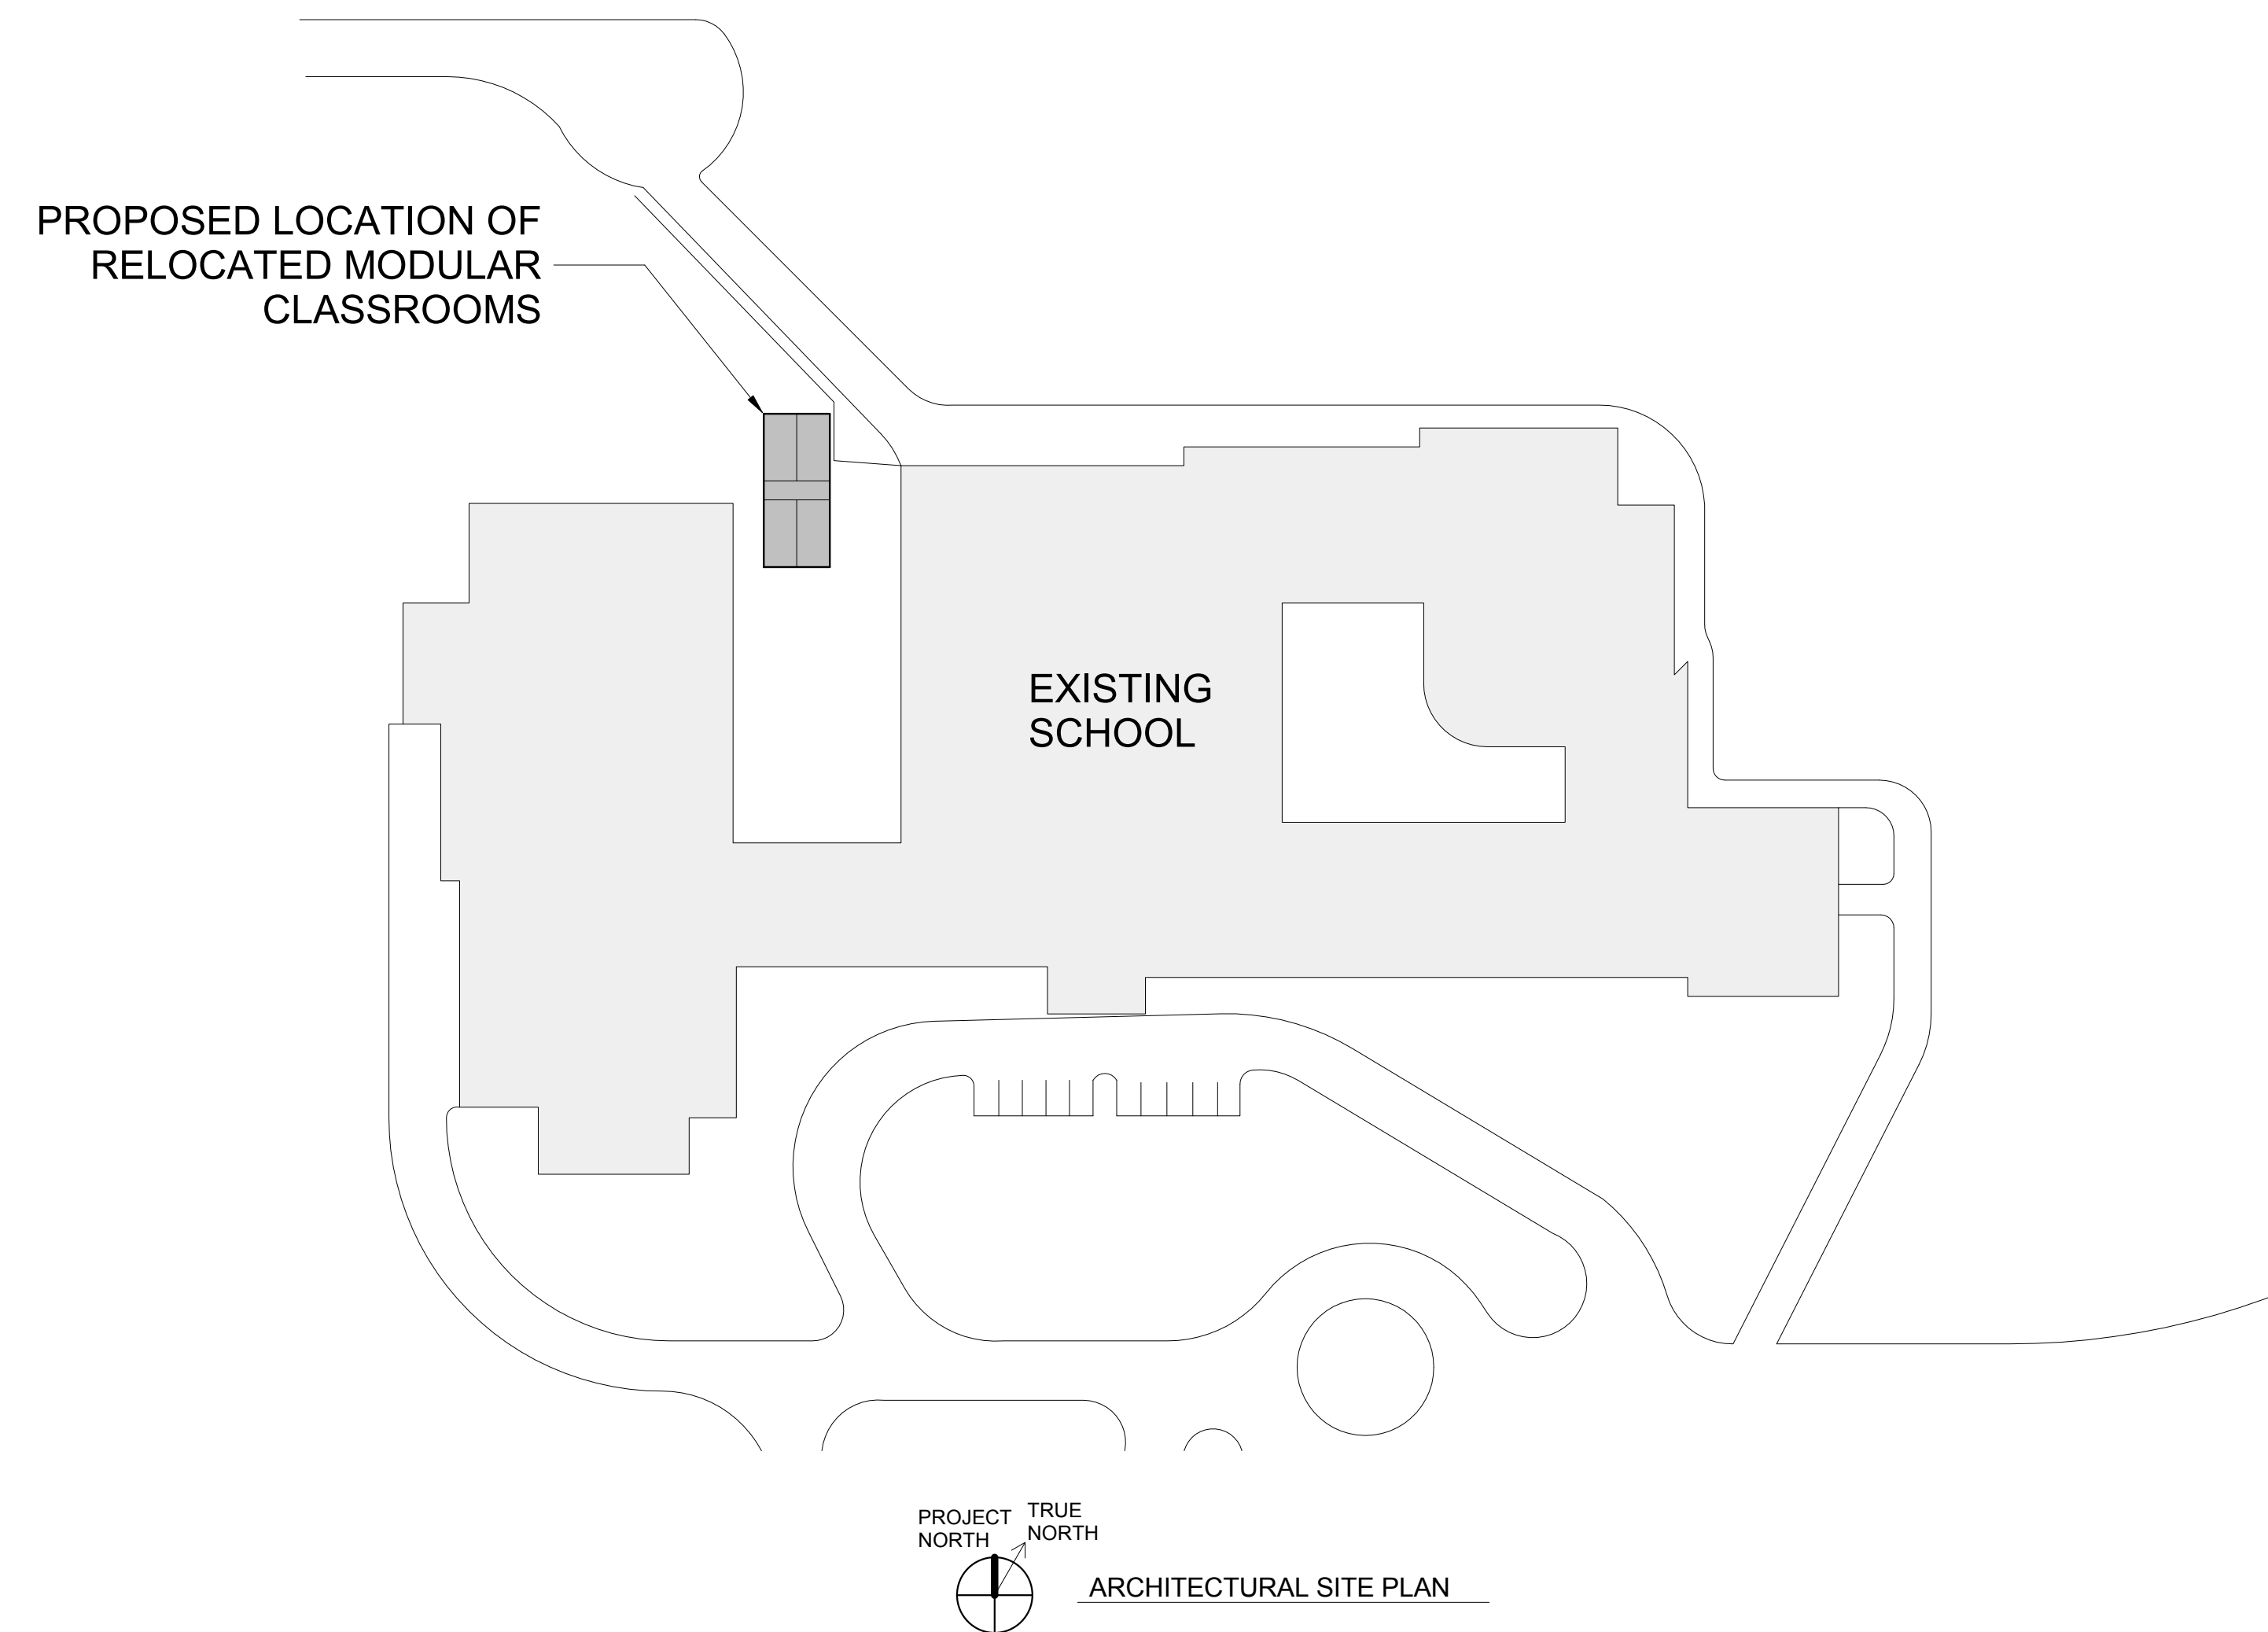 PROPOSED LOCATION OF
RELOCATED MODULAR
CLASSROOMS
EXISTING
SCHOOL
PROJECT
NORTH
TRUE
NORTH
ARCHITECTURAL SITE PLAN